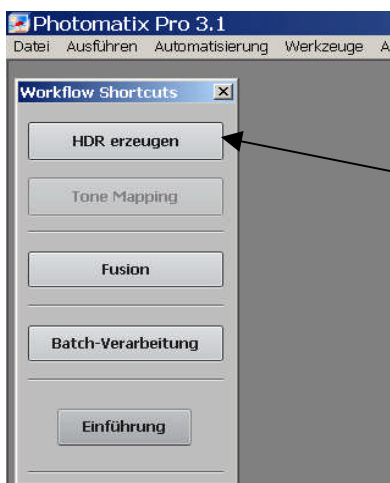 Photomatix Pro 3.1
Datei Ausführen Automatisierung Werkzeuge A
Workflow Shortcuts
HDR erzeugen
Tone Mapping
Fusion
Batch-Verarbeitung
Einführung